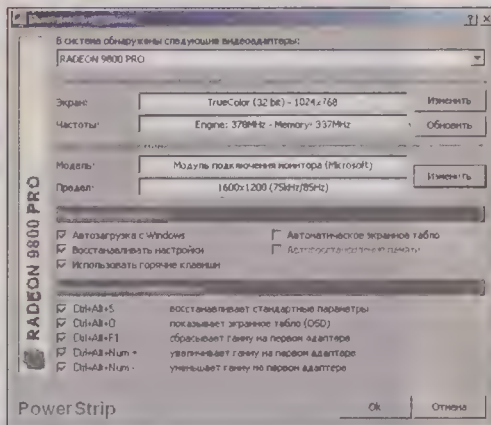 В системе обнаружены следующие видеоадаптеры:
RADEON 9800 PRO
Экран: TrueColor (32 bit) - 1024x768 Изменить
Частоты: Engine: 378MHz - Memory: 337MHz Обновить
Модель: Модуль подключения монитора (Microsoft)
Изменить
Предел: 1600x1200 (75kHz/85Hz)
Автозагрузка с Windows Автоматическое экранное табло
Восстанавливать настройки
Использовать горячие клавиши
Ctrl+Alt+S восстанавливает стандартные параметры
Ctrl+Alt+O показывает экранное табло (OSD)
Ctrl+Alt+F1 сбрасывает гамму на первом адаптере
Ctrl+Alt+Num + увеличивает гамму на первом адаптере
Ctrl+Alt+Num - уменьшает гамму на первом адаптере
RADEON 9800 PRO
PowerStrip
Ok Отмена